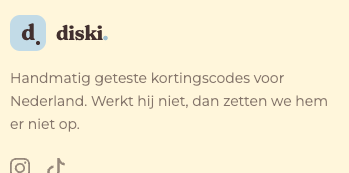 d. diski.
Handmatig geteste kortingscodes voor
Nederland. Werkt hij niet, dan zetten we hem
er niet op.